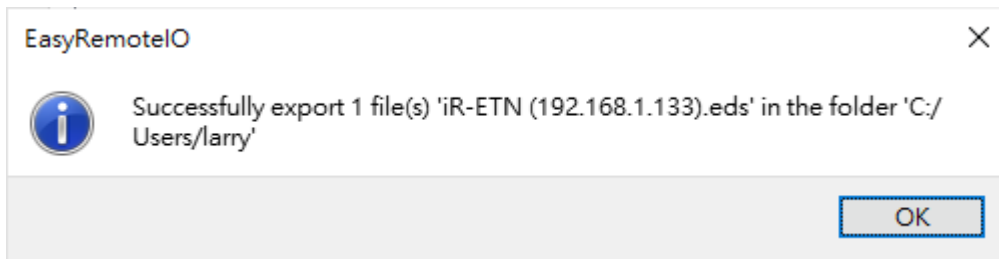 EasyRemoteIO
Successfully export 1 file(s) 'iR-ETN (192.168.1.133).eds' in the folder 'C:/
Users/larry'
OK